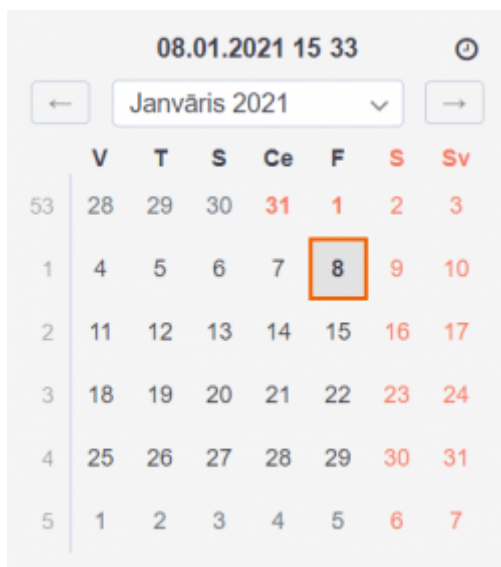 08.01.2021 15 33
← Janvāris 2021 →
V T S Ce F S Sv
53 28 29 30 31 1 2 3
1 4 5 6 7 8 9 10
2 11 12 13 14 15 16 17
3 18 19 20 21 22 23 24
4 25 26 27 28 29 30 31
5 1 2 3 4 5 6 7